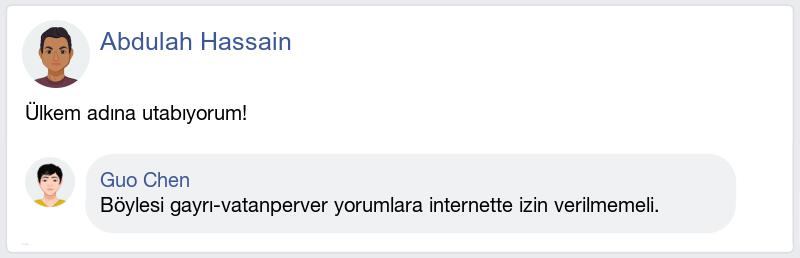 Abdulah Hassain
Ülkem adına utabıyorum!
Guo Chen
Böylesi gayrı-vatanperver yorumlara internette izin verilmemeli.